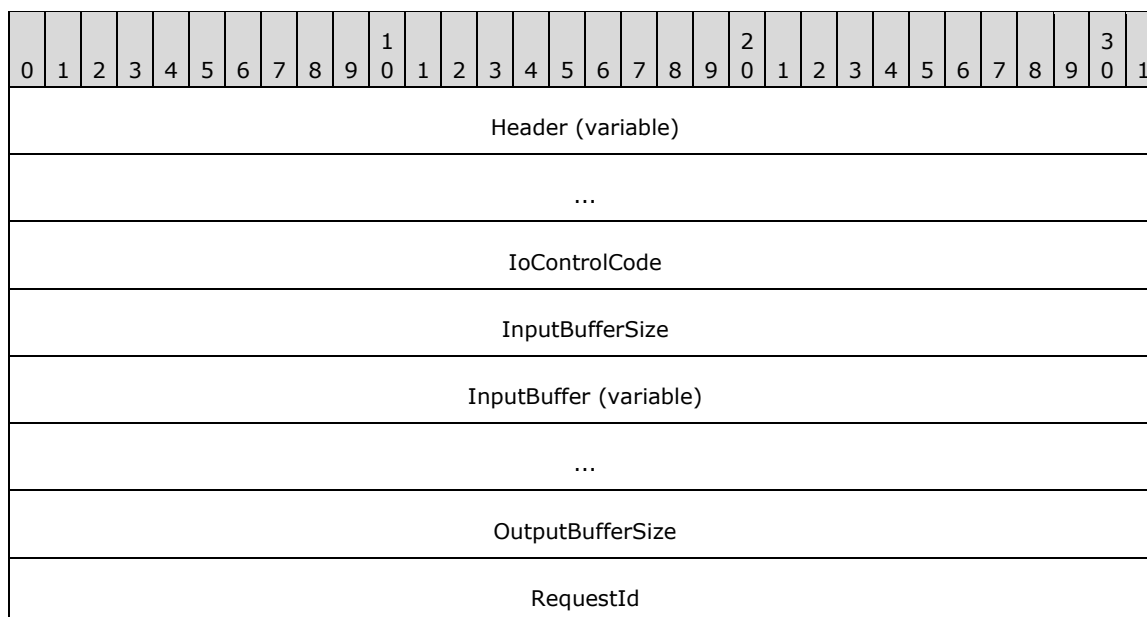 1 2 3
0 1 2 3 4 5 6 7 8 9 0 1 2 3 4 5 6 7 8 9 0 1 2 3 4 5 6 7 8 9 0 1
Header (variable)
...
IoControlCode
InputBufferSize
InputBuffer (variable)
...
OutputBufferSize
RequestId